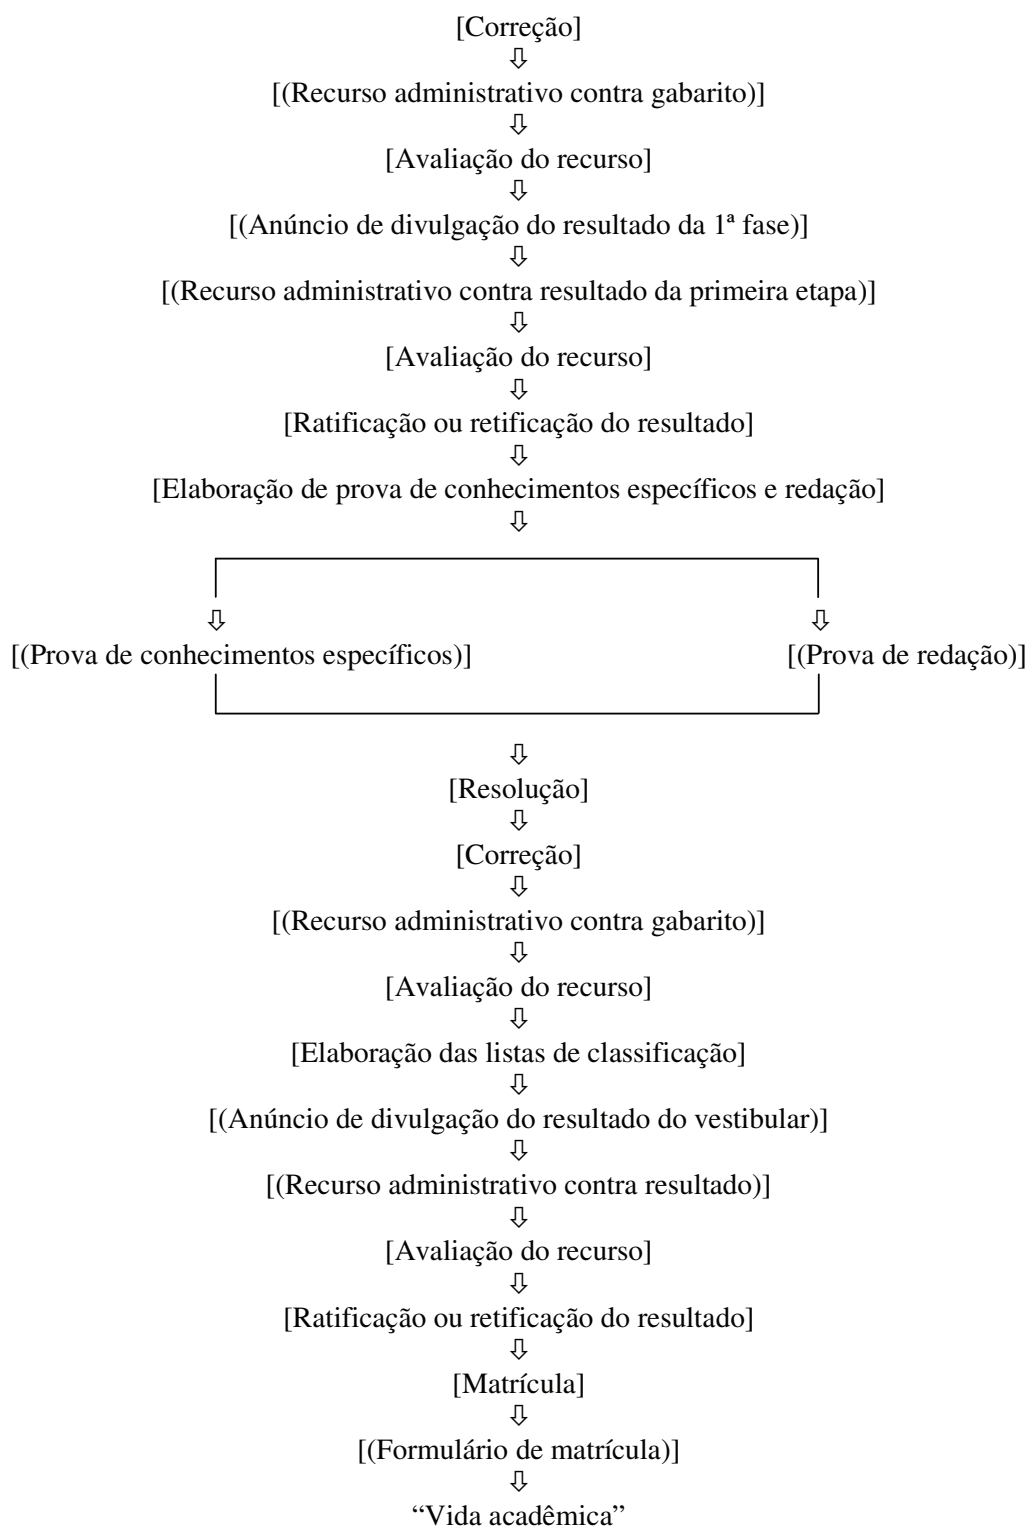 [Correção]
⇩
[(Recurso administrativo contra gabarito)]
⇩
[Avaliação do recurso]
⇩
[(Anúncio de divulgação do resultado da 1ª fase)]
⇩
[(Recurso administrativo contra resultado da primeira etapa)]
⇩
[Avaliação do recurso]
⇩
[Ratificação ou retificação do resultado]
⇩
[Elaboração de prova de conhecimentos específicos e redação]
⇩
⇩ ⇩
[(Prova de conhecimentos específicos)] [(Prova de redação)]
⇩
[Resolução]
⇩
[Correção]
⇩
[(Recurso administrativo contra gabarito)]
⇩
[Avaliação do recurso]
⇩
[Elaboração das listas de classificação]
⇩
[(Anúncio de divulgação do resultado do vestibular)]
⇩
[(Recurso administrativo contra resultado)]
⇩
[Avaliação do recurso]
⇩
[Ratificação ou retificação do resultado]
⇩
[Matrícula]
⇩
[(Formulário de matrícula)]
⇩
“Vida acadêmica”